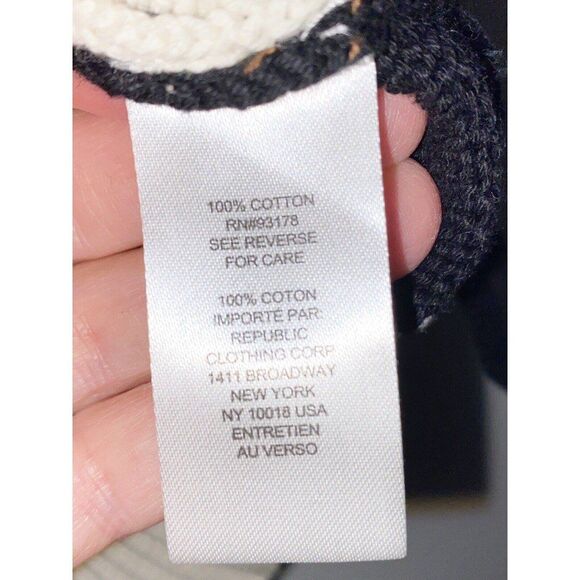 100% COTTON
RN#93178
SEE REVERSE
FOR CARE
100% COTON
IMPORTÉ PAR:
REPUBLIC
CLOTHING CORP
1411 BROADWAY
NEW YORK
NY 10018 USA
ENTRETIEN
AU VERSO